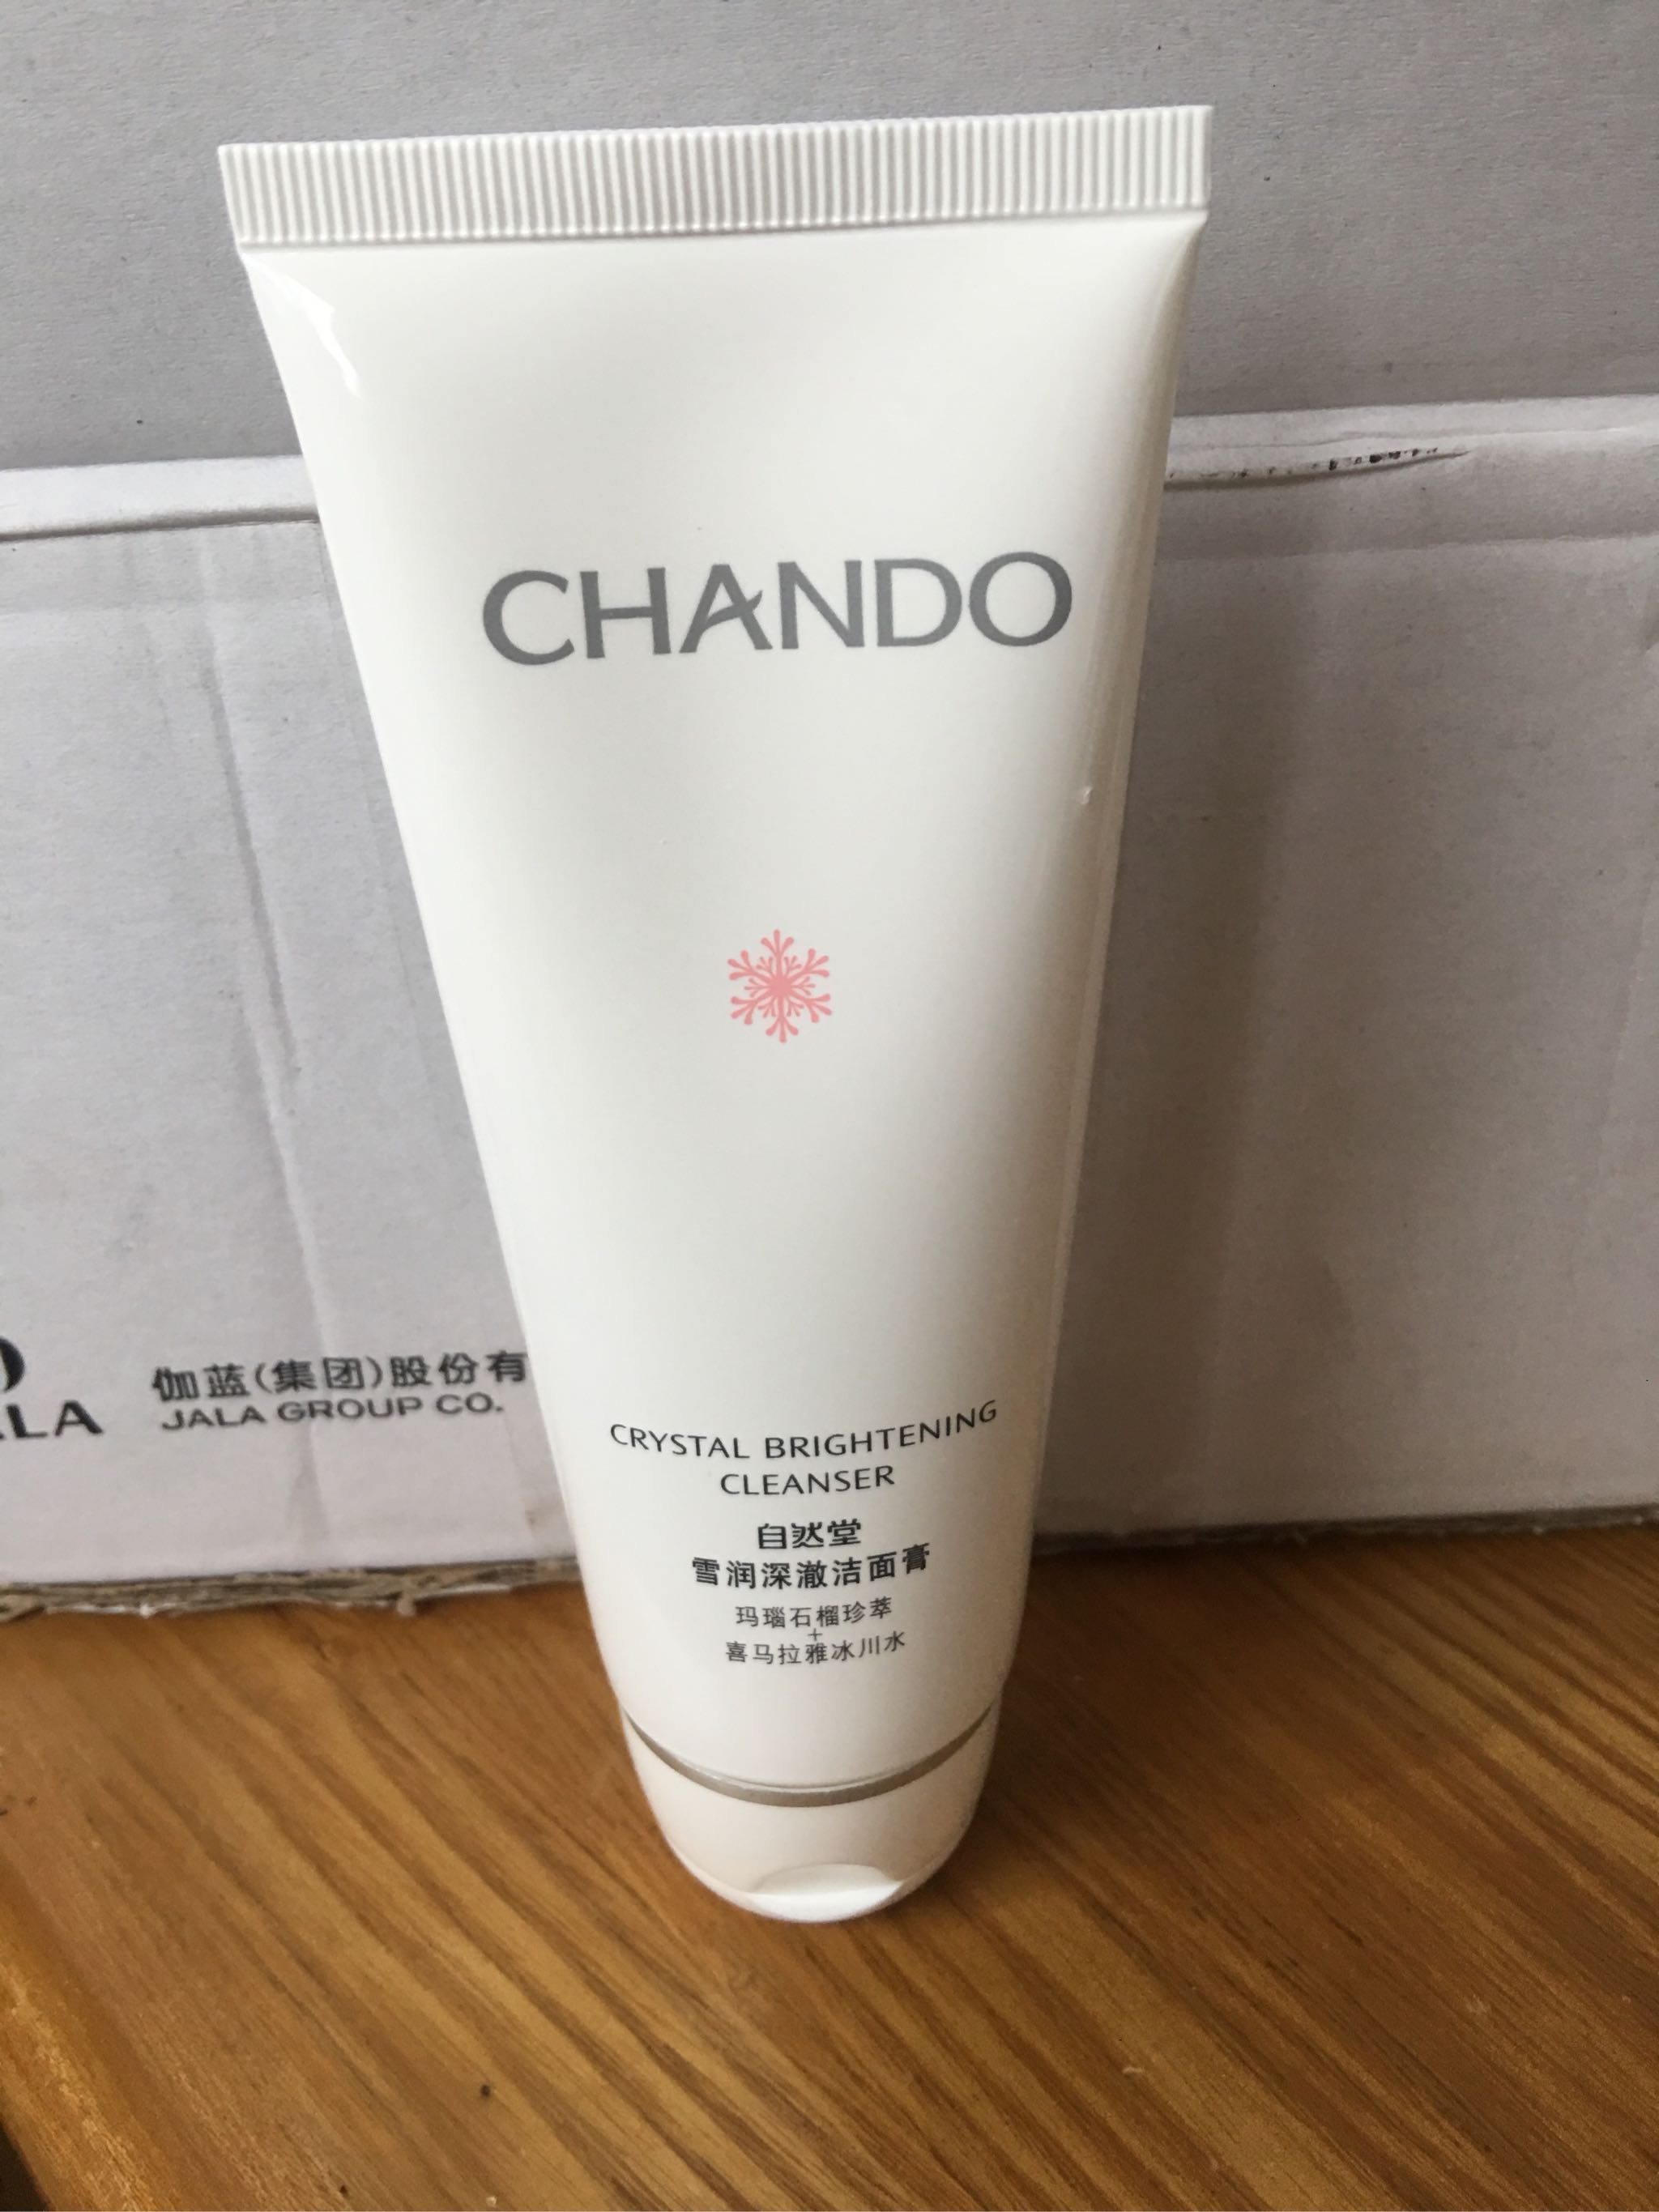 CHANDO
CRYSTAL BRIGHTENING
CLEANSER
自然堂
雪润深澈洁面膏
玛瑙石榴珍萃
+
喜马拉雅冰川水
伽蓝(集团)股份有
JALA GROUP CO.